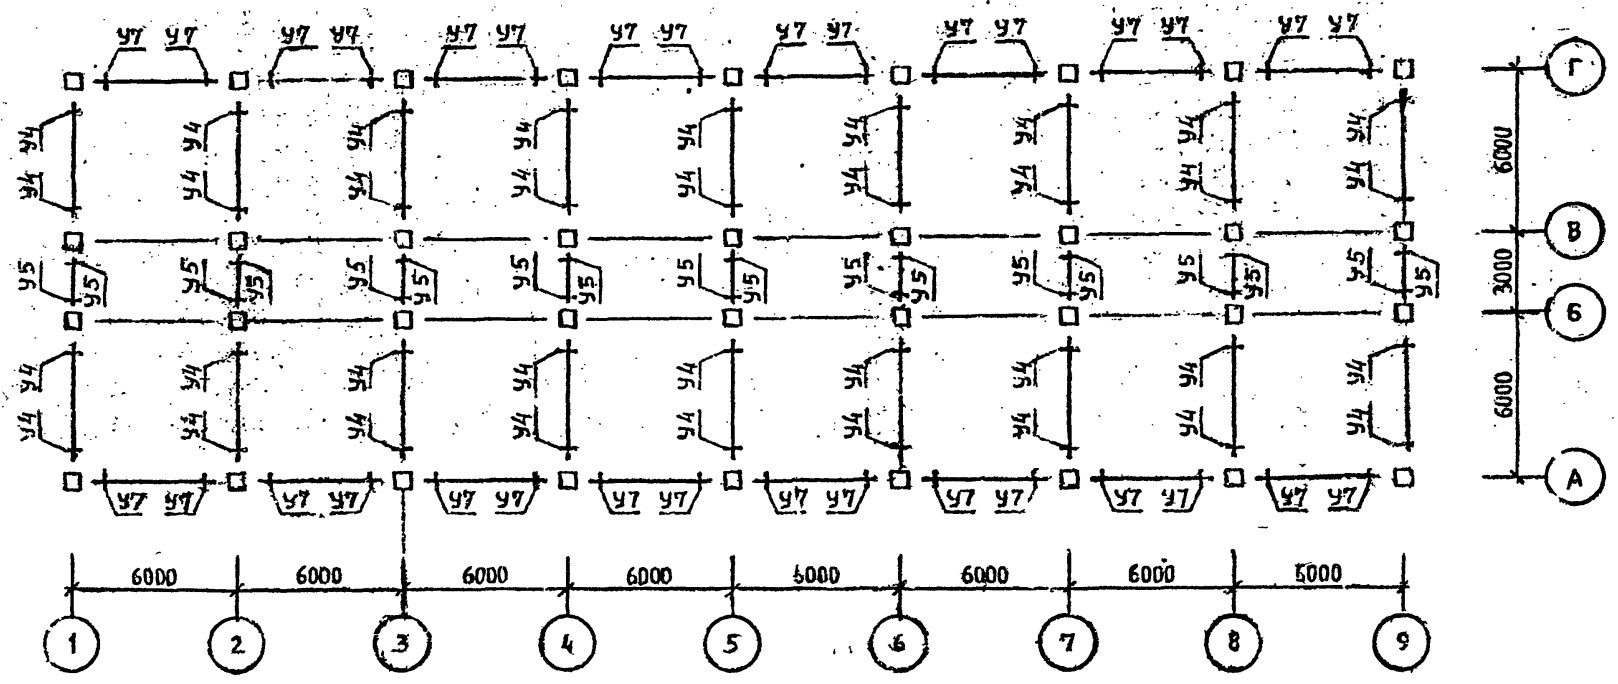 У7 У7 У7 У7 У7 У7 У7 У7 У7 У7 У7 У7 У7 У7 У7 У7
Г
У4 У4 У4 У4 У4 У4 У4 У4 У4
6000
У4 У4 У4 У4 У4 У4 У4 У4 У4
В
У5 У5 У5 У5 У5 У5 У5 У5 У5 У5 У5 У5 У5 У5 У5 У5 У5 У5
3000
Б
У4 У4 У4 У4 У4 У4 У4 У4 У4
6000
У4 У4 У4 У4 У4 У4 У4 У4 У4
А
У7 У7 У7 У7 У7 У7 У7 У7 У7 У7 У7 У7 У7 У7 У7 У7
6000 6000 6000 6000 6000 6000 6000 6000
1 2 3 4 5 6 7 8 9